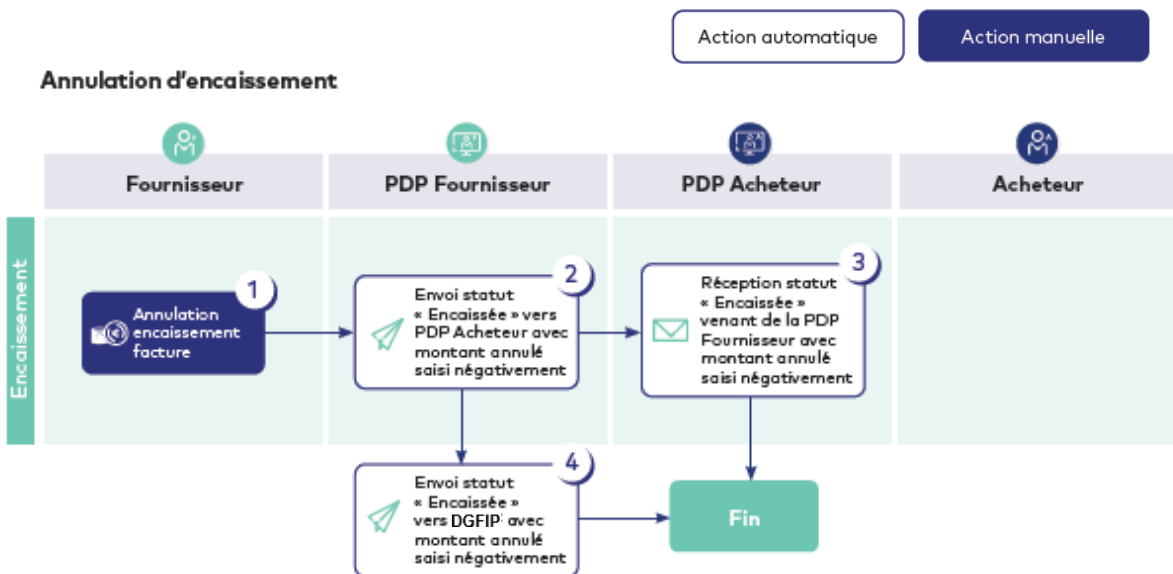 Action automatique
Action manuelle
Annulation d'encaissement
Fournisseur
PDP Fournisseur
PDP Acheteur
Acheteur
Encaissement
1
Annulation
encaissement
facture
2
Envoi statut
« Encaissée » vers
PDP Acheteur avec
montant annulé
saisi négativement
3
Réception statut
« Encaissée »
venant de la PDP
Fournisseur avec
montant annulé
saisi négativement
4
Envoi statut
« Encaissée »
vers DGFIP avec
montant annulé
saisi négativement
Fin